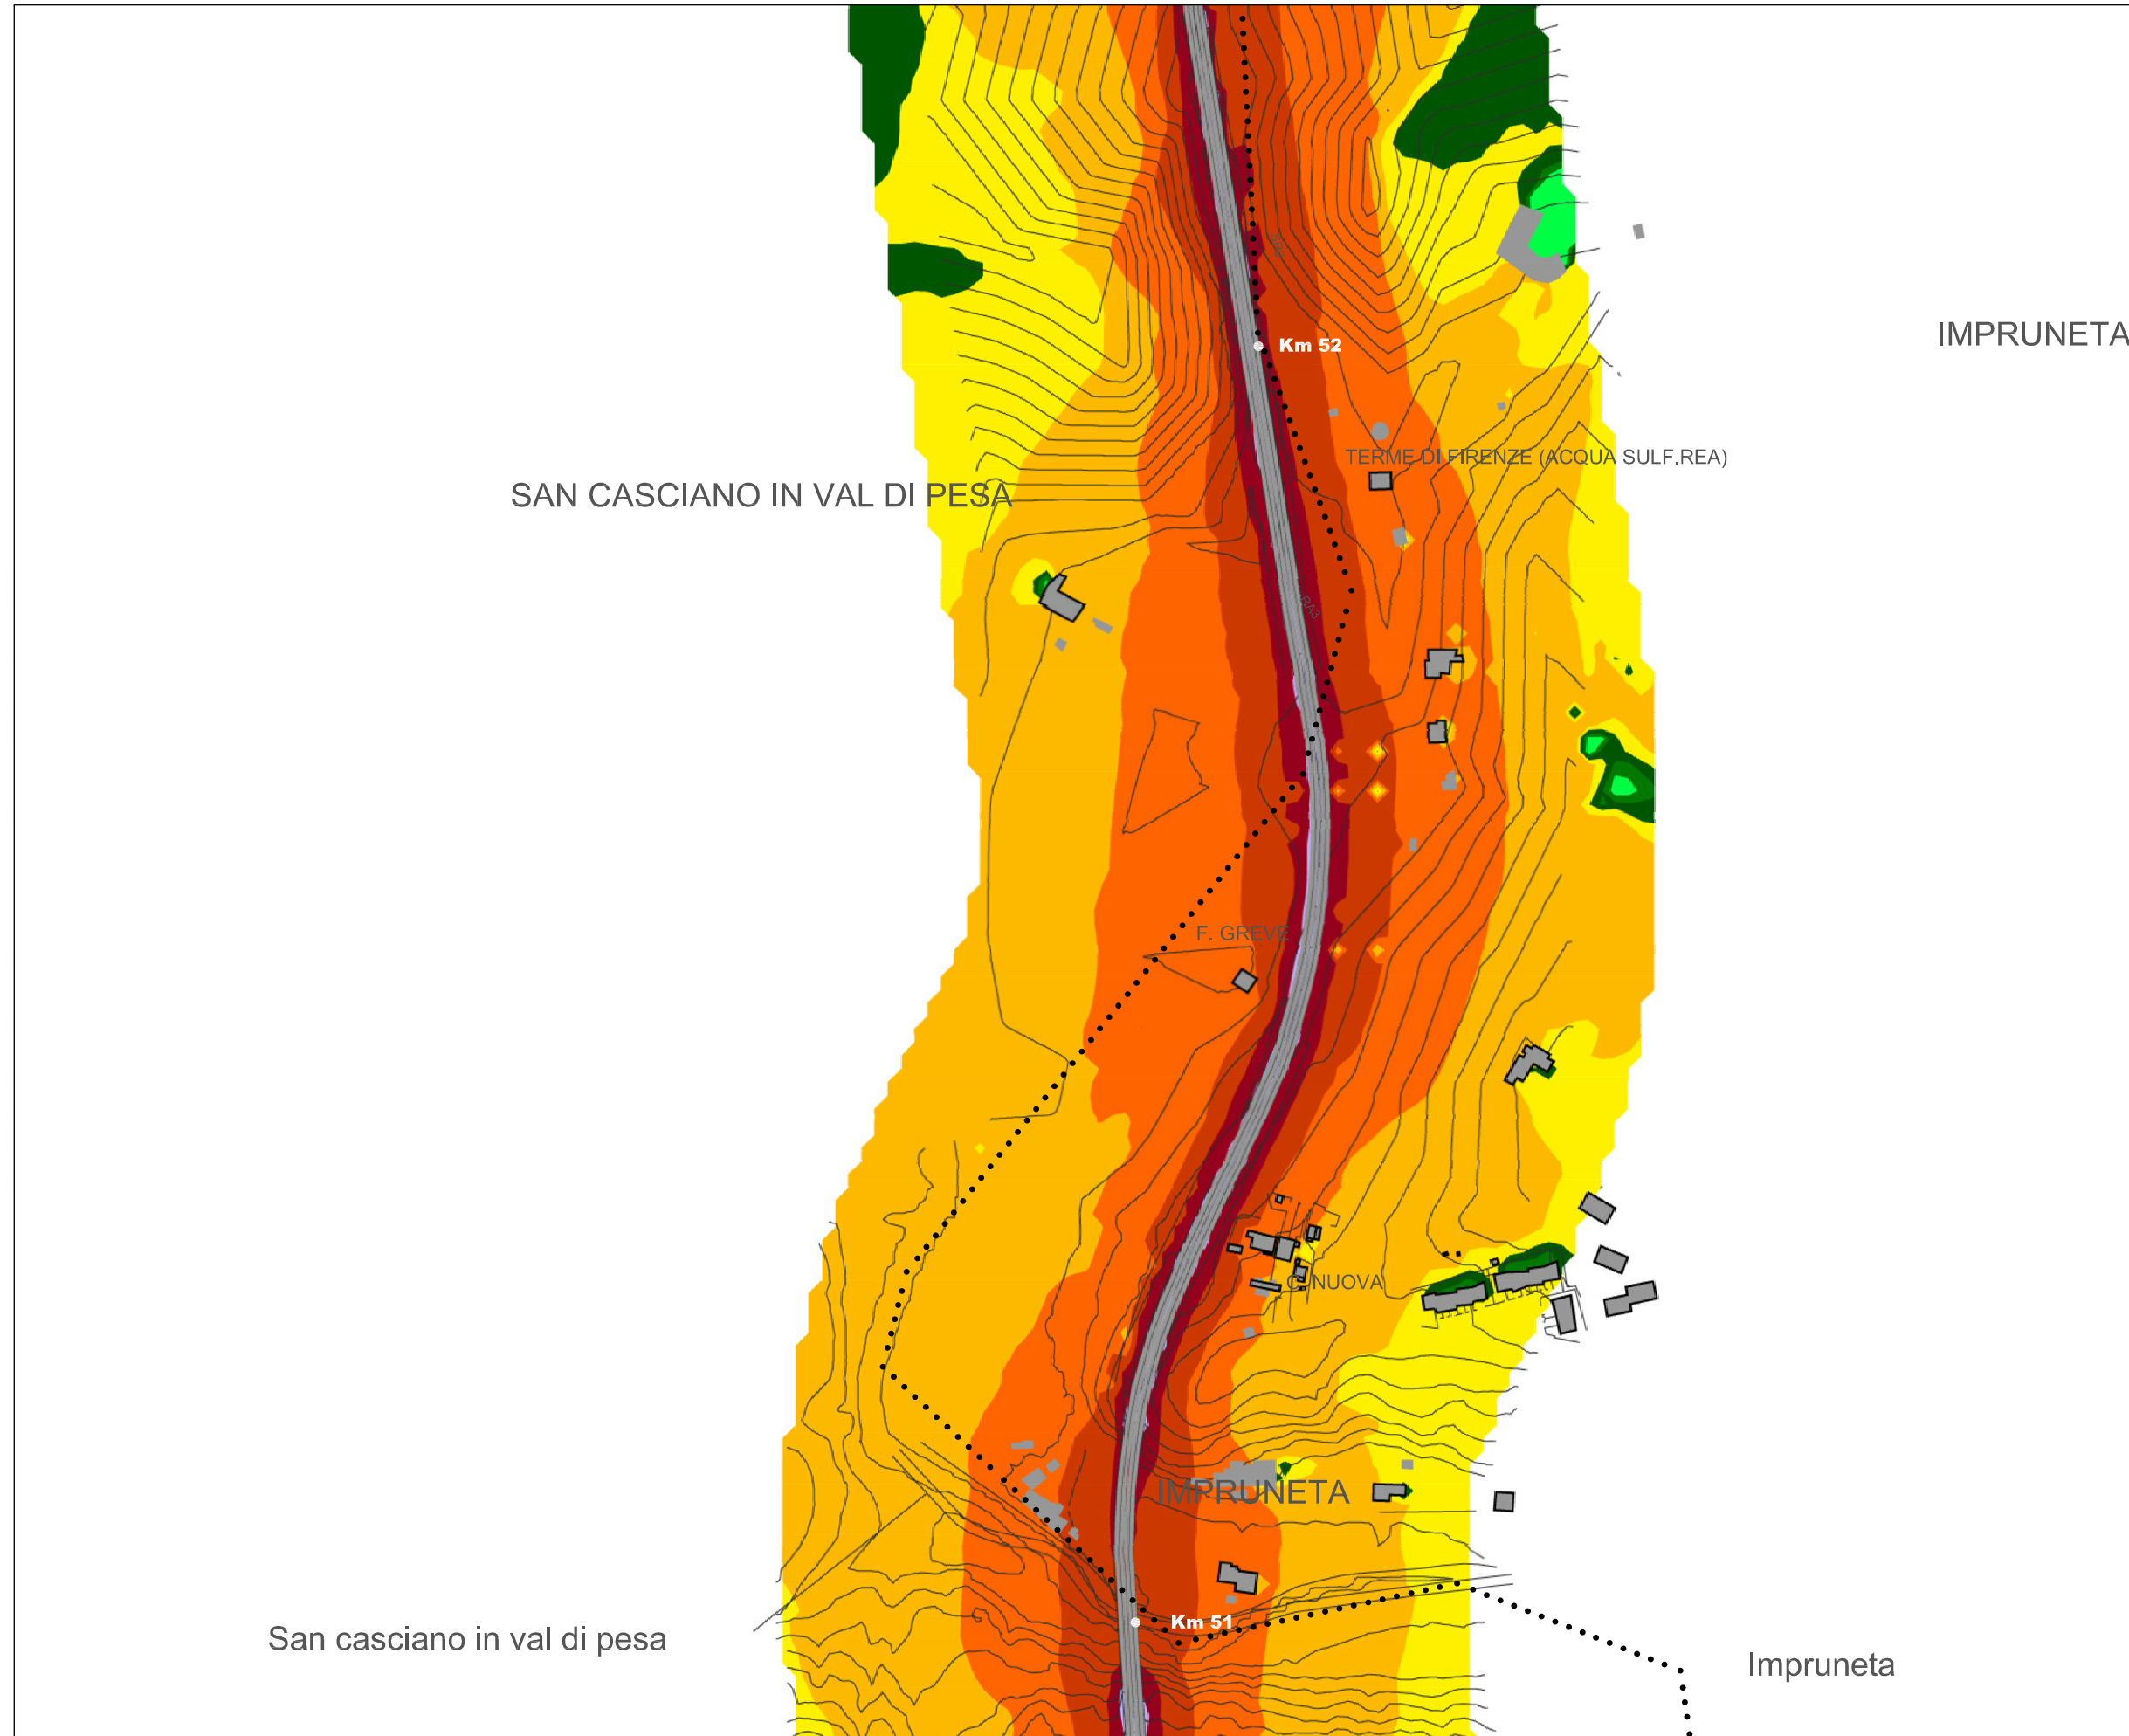 IMPRUNETA
Km 52
TERME DI FIRENZE (ACQUA SULF.REA)
SAN CASCIANO IN VAL DI PESA
RA3
F. GREVE
C. NUOVA
IMPRUNETA
Km 51
San casciano in val di pesa
Impruneta